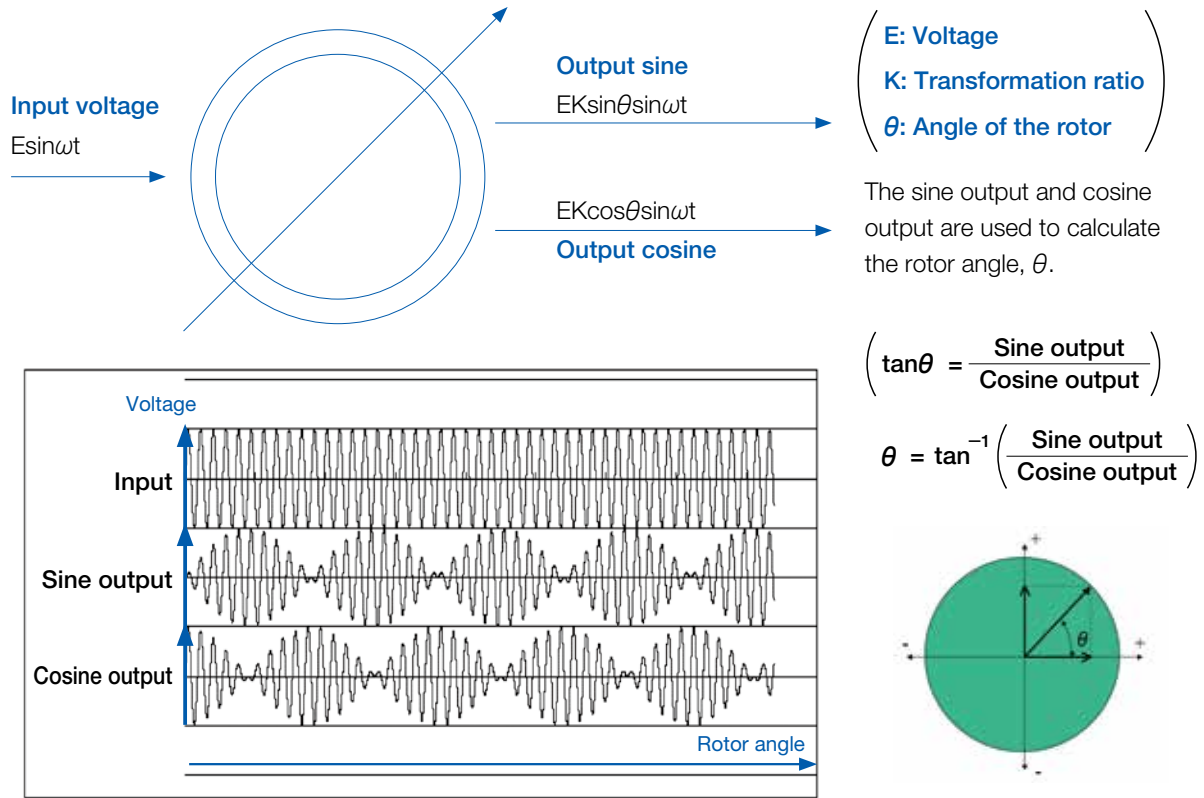 Input voltage
Esinωt
Output sine
EKsinθsinωt
EKcosθsinωt
Output cosine
E: Voltage
K: Transformation ratio
θ: Angle of the rotor
The sine output and cosine
output are used to calculate
the rotor angle, θ.
tanθ = Sine output
Cosine output
θ = tan⁻¹ Sine output
Cosine output
Voltage
Input
Sine output
Cosine output
Rotor angle
+
- θ +
-